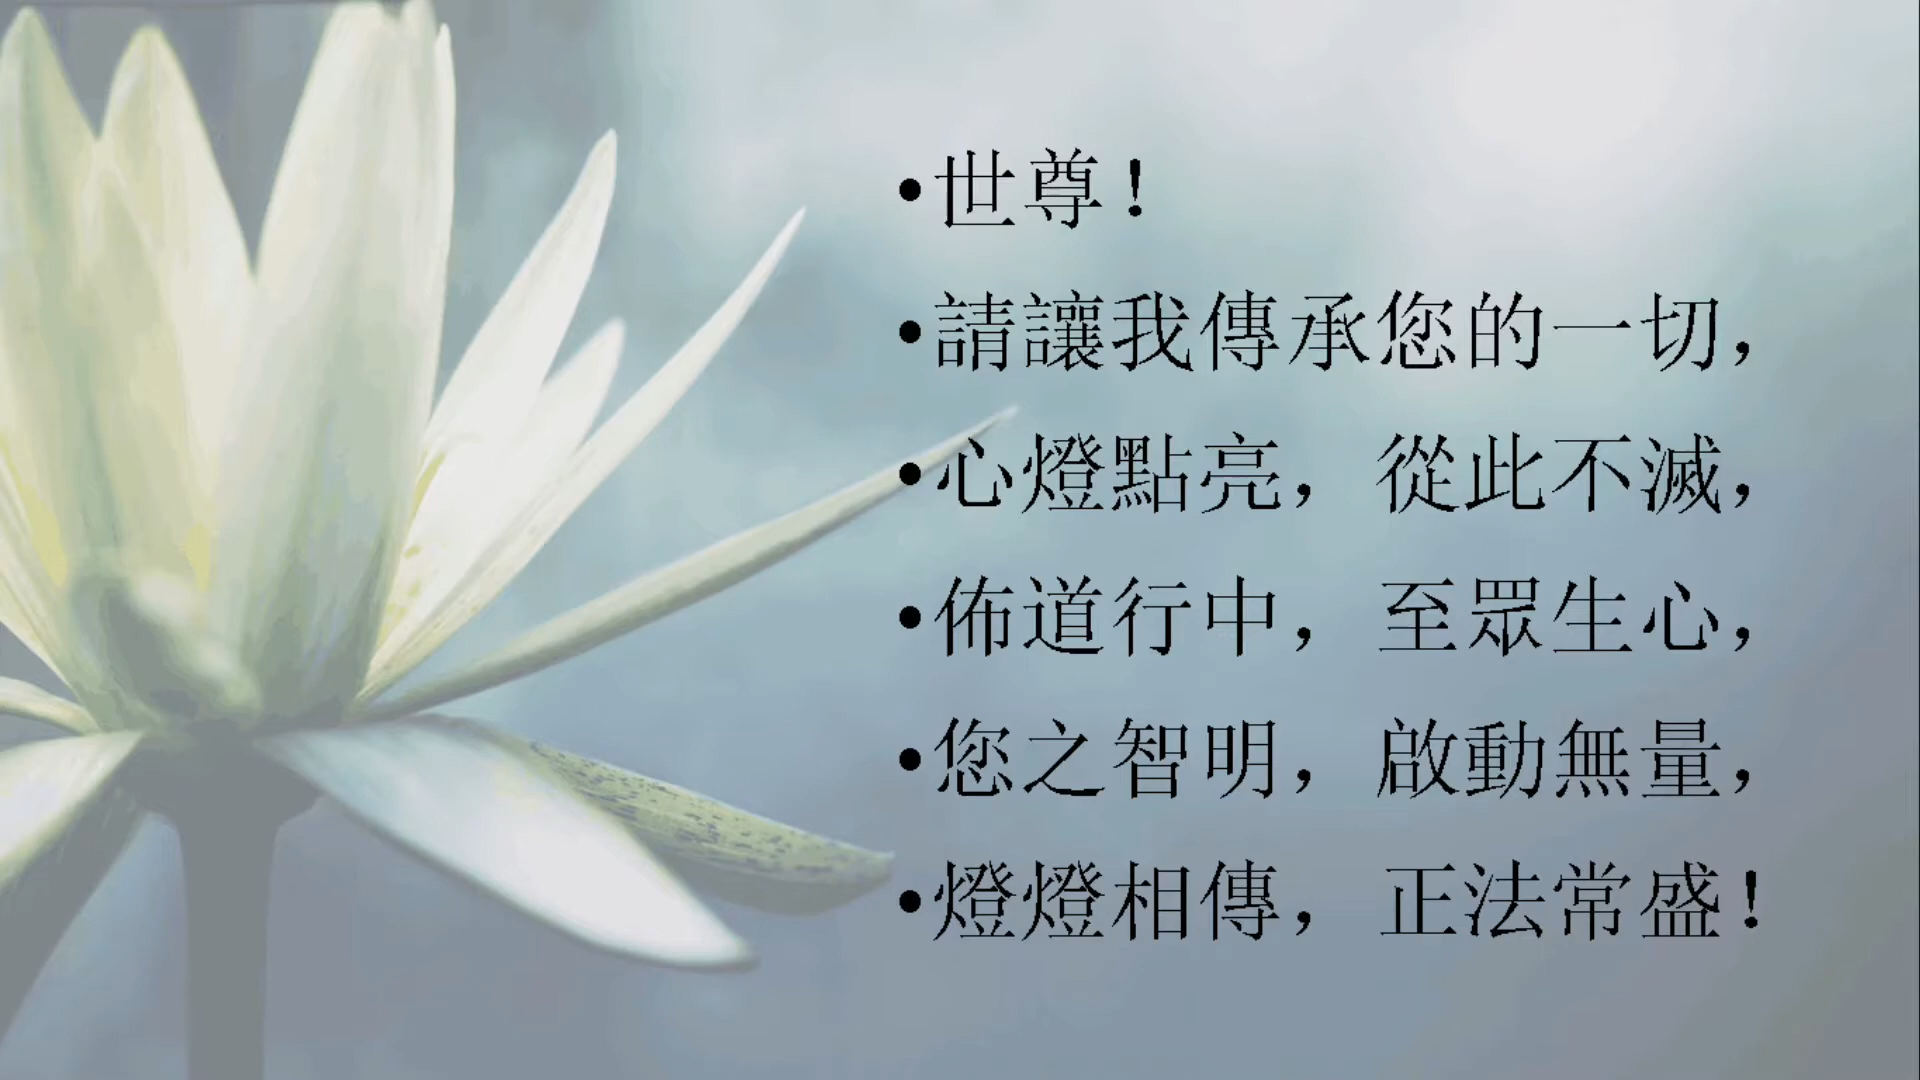 •世尊！
•請讓我傳承您的一切，
•心燈點亮，從此不滅，
•佈道行中，至眾生心，
•您之智明，啟動無量，
•燈燈相傳，正法常盛！